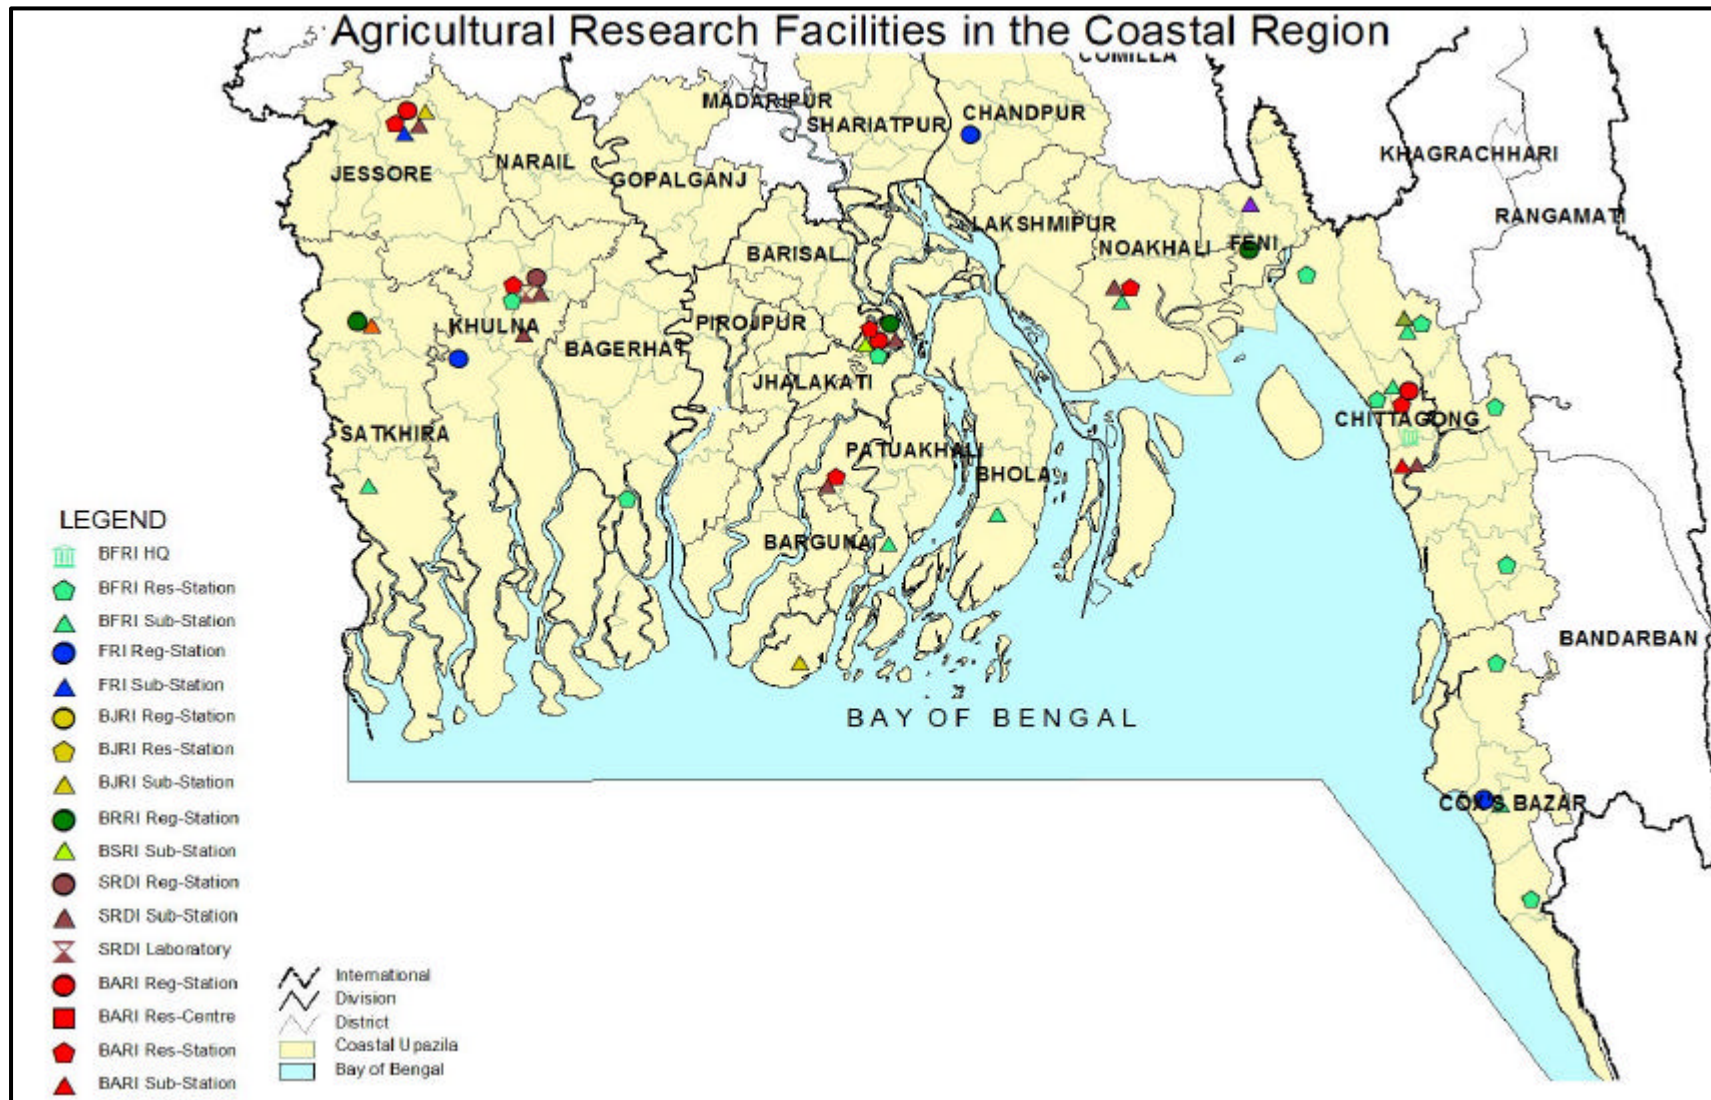 Agricultural Research Facilities in the Coastal Region
COMILLA
MADARIPUR
SHARIATPUR
CHANDPUR
KHAGRACHHARI
JESSORE
NARAIL
GOPALGANJ
LAKSHMIPUR
RANGAMATI
NOAKHALI
FENI
BARISAL
KHULNA
PIROJPUR
BAGERHAT
JHALAKATI
CHITTAGONG
SATKHIRA
PATUAKHALI
BHOLA
BARGUNA
BANDARBAN
BAY OF BENGAL
COX'S BAZAR
LEGEND
BFRI HQ
BFRI Res-Station
BFRI Sub-Station
FRI Reg-Station
FRI Sub-Station
BJRI Reg-Station
BJRI Res-Station
BJRI Sub-Station
BRRI Reg-Station
BSRI Sub-Station
SRDI Reg-Station
SRDI Sub-Station
SRDI Laboratory
BARI Reg-Station
BARI Res-Centre
BARI Res-Station
BARI Sub-Station
International
Division
District
Coastal Upazila
Bay of Bengal